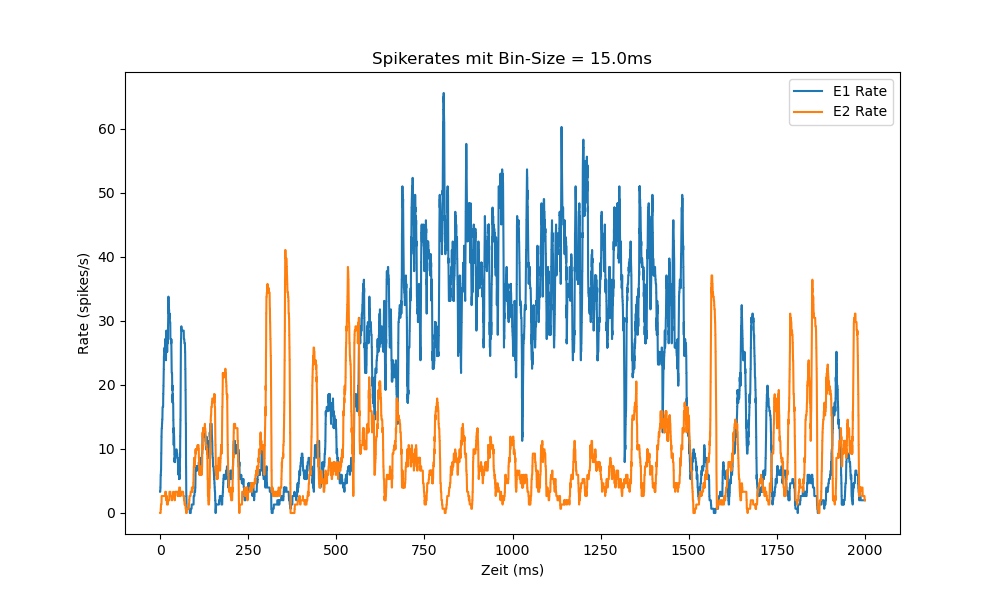 Spikerates mit Bin-Size = 15.0ms
E1 Rate
E2 Rate
Rate (spikes/s)
60
50
40
30
20
10
0
0 250 500 750 1000 1250 1500 1750 2000
Zeit (ms)